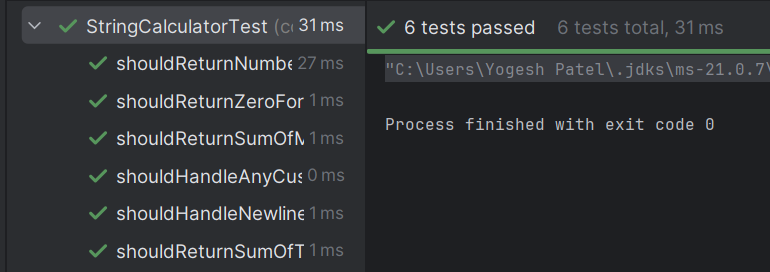 StringCalculatorTest (co 31 ms
shouldReturnNumbe 27 ms
shouldReturnZeroFor 1 ms
shouldReturnSumOfM 1 ms
shouldHandleAnyCus 0 ms
shouldHandleNewline 1 ms
shouldReturnSumOfT 1 ms
6 tests passed 6 tests total, 31 ms
"C:\Users\Yogesh Patel\.jdks\ms-21.0.7\
Process finished with exit code 0